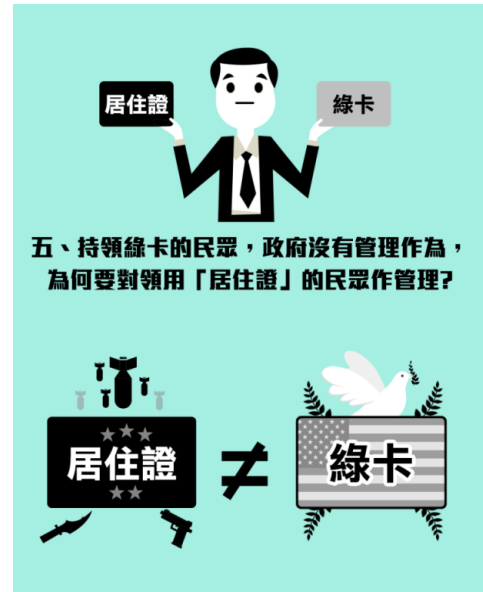 居住證
綠卡
五、持領綠卡的民眾，政府沒有管理作為，
為何要對領用「居住證」的民眾作管理?
居住證
≠
綠卡